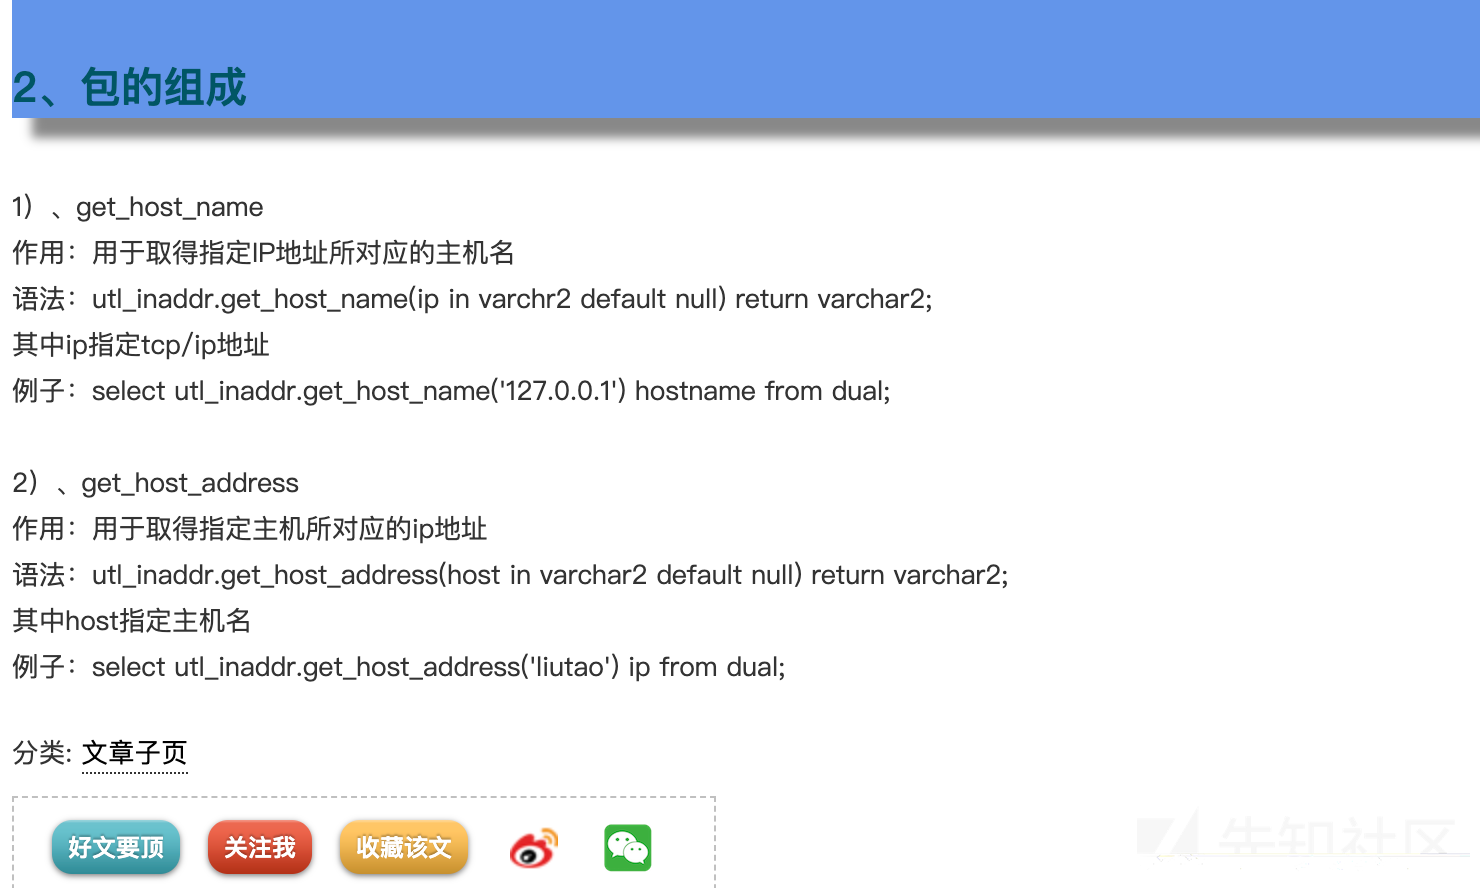 2、包的组成
1）、get_host_name
作用：用于取得指定IP地址所对应的主机名
语法：utl_inaddr.get_host_name(ip in varchr2 default null) return varchar2;
其中ip指定tcp/ip地址
例子：select utl_inaddr.get_host_name('127.0.0.1') hostname from dual;
2）、get_host_address
作用：用于取得指定主机所对应的ip地址
语法：utl_inaddr.get_host_address(host in varchar2 default null) return varchar2;
其中host指定主机名
例子：select utl_inaddr.get_host_address('liutao') ip from dual;
分类: 文章子页
好文要顶 关注我 收藏该文
先知社区